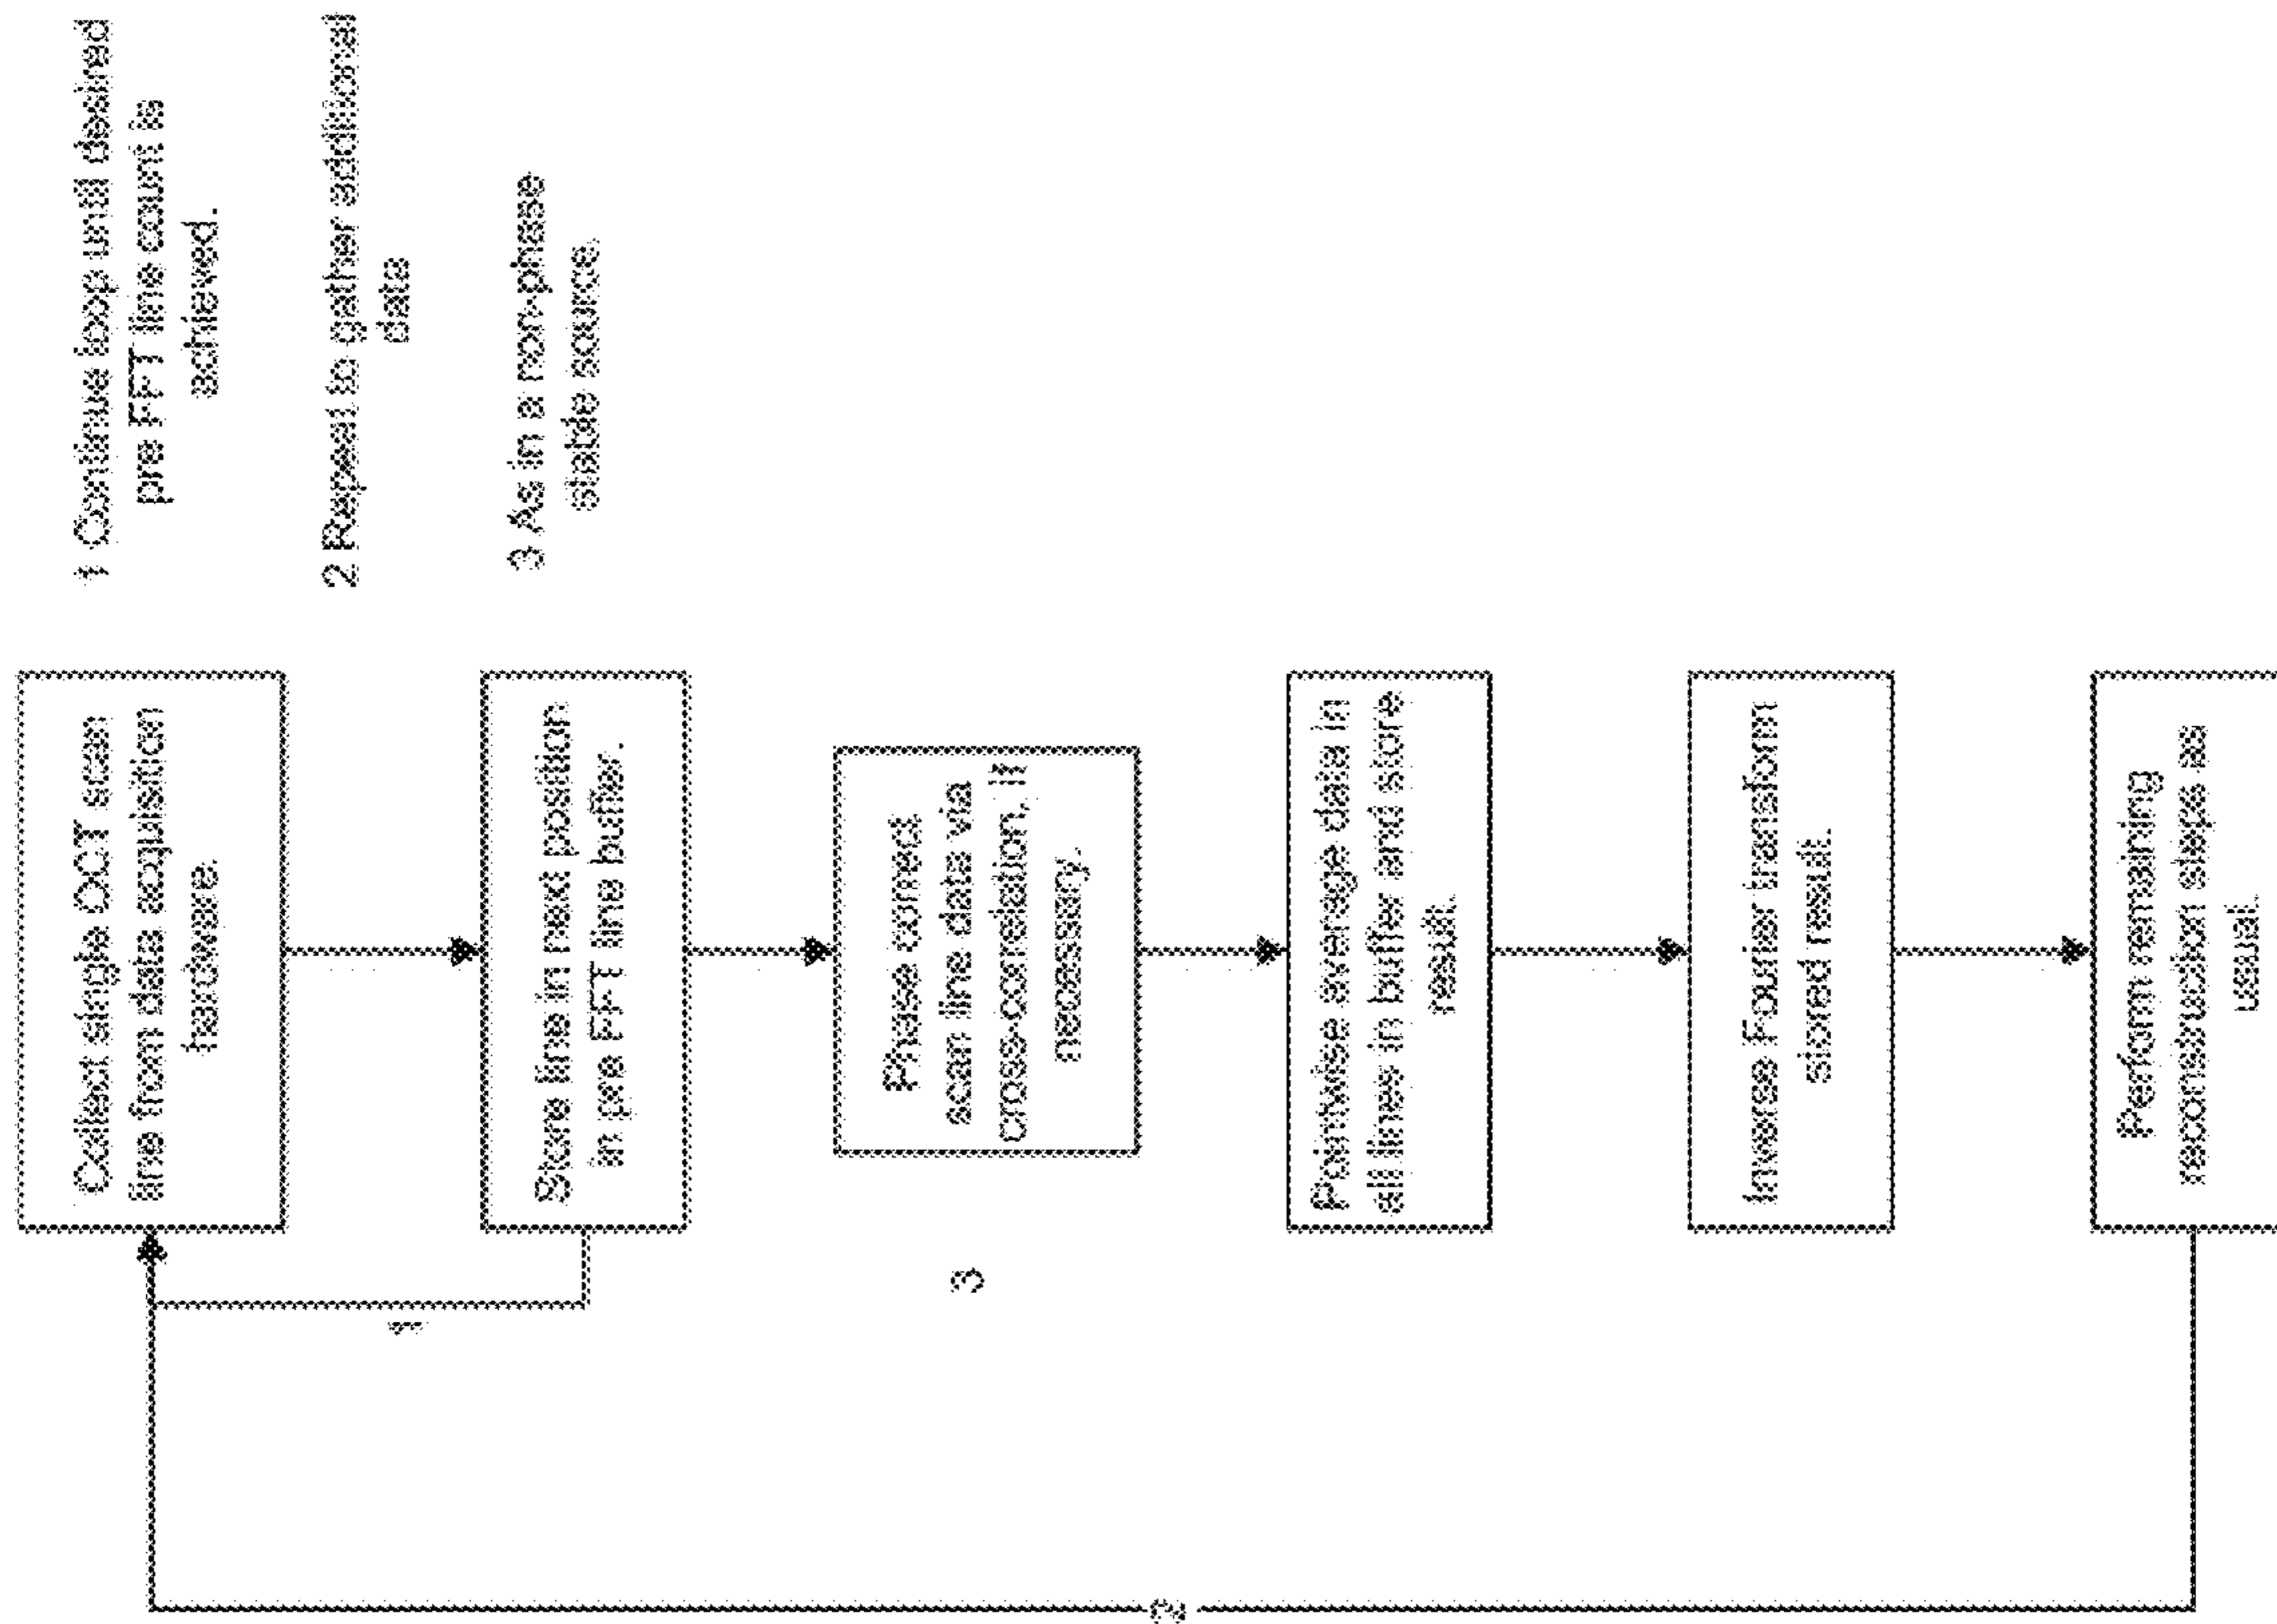 Collect single OCT scan
line from data acquisition
hardware.
Store line in next position
in pre FFT line buffer.
Phase correct
scan line data via
cross-correlation, if
necessary.
Pointwise average data in
all lines in buffer and store
result.
Inverse Fourier transform
stored result.
Perform remaining
reconstruction steps as
usual.
1
2
3
1 Continue loop until desired
pre FFT line count is
achieved.
2 Repeat to gather additional
data
3 As in a non-phase
stable source.